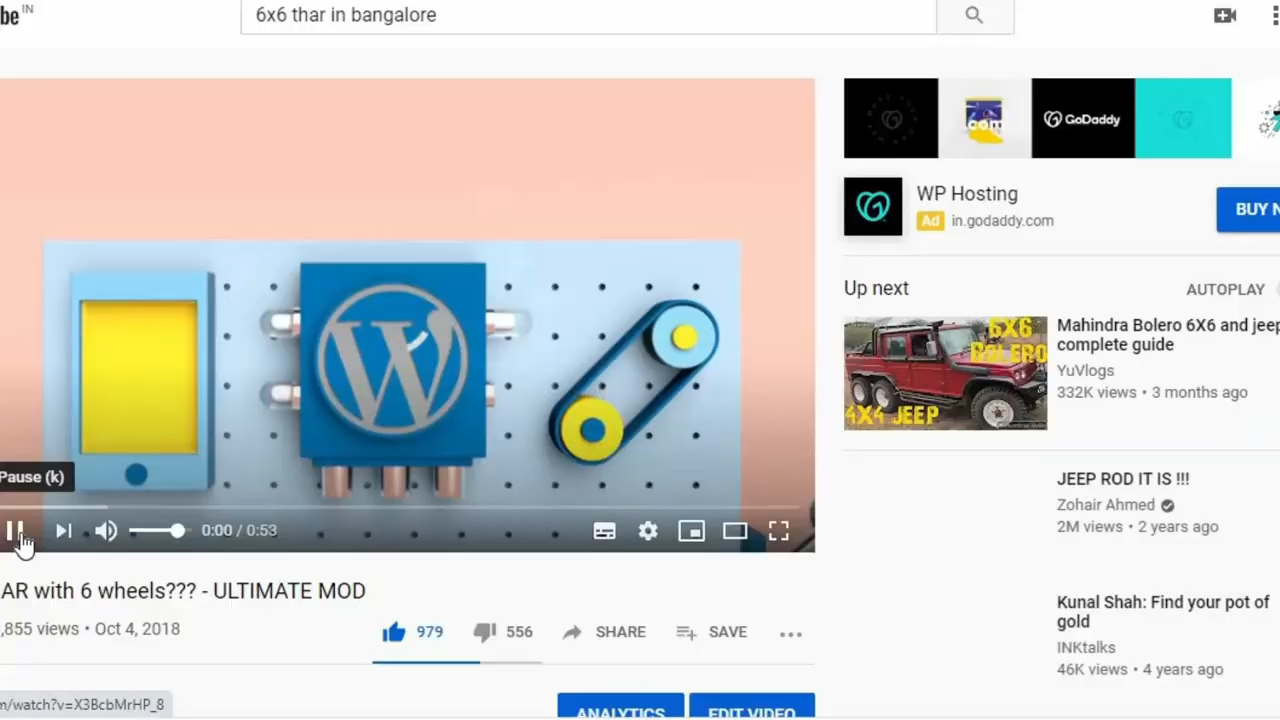 be IN
6x6 thar in bangalore
.com
GoDaddy
WP Hosting
Ad in.godaddy.com
BUY N
Up next
AUTOPLAY
6X6
BOLERO
4X4 JEEP
Mahindra Bolero 6X6 and jeep
complete guide
YuVlogs
332K views • 3 months ago
W
Pause (k)
0:00 / 0:53
JEEP ROD IT IS !!!
Zohair Ahmed
2M views • 2 years ago
AR with 6 wheels??? - ULTIMATE MOD
,855 views • Oct 4, 2018
979
556
SHARE
SAVE
Kunal Shah: Find your pot of
gold
INKtalks
46K views • 4 years ago
m/watch?v=X3BcbMrHP_8
ANALYTICS
EDIT VIDEO